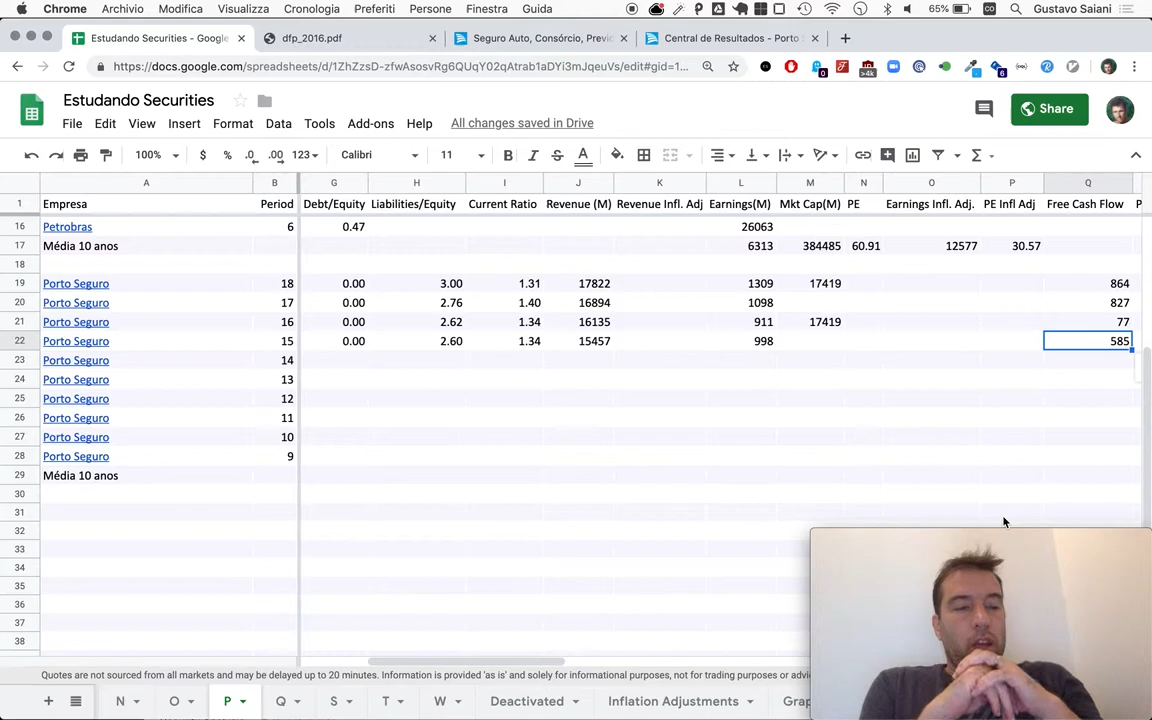 Chrome Archivio Modifica Visualizza Cronologia Preferiti Persone Finestra Guida 65% Gustavo Saiani
Estudando Securities - Google dfp_2016.pdf Seguro Auto, Consórcio, Previ Central de Resultados - Porto
https://docs.google.com/spreadsheets/d/1ZhZzsD-zfwAsosvRg6QUqY02qAtrab1aDYi3mJqeuVs/edit#gid=1...
Estudando Securities
Share
File Edit View Insert Format Data Tools Add-ons Help All changes saved in Drive
100% $ % .0 .00 123 Calibri 11 B I S A
A B G H I J K L M N O P Q
1 Empresa Period Debt/Equity Liabilities/Equity Current Ratio Revenue (M) Revenue Infl. Adj Earnings(M) Mkt Cap(M) PE Earnings Infl. Adj. PE Infl Adj Free Cash Flow P
16 Petrobras 6 0.47 26063
17 Média 10 anos 6313 384485 60.91 12577 30.57
18
19 Porto Seguro 18 0.00 3.00 1.31 17822 1309 17419 864
20 Porto Seguro 17 0.00 2.76 1.40 16894 1098 827
21 Porto Seguro 16 0.00 2.62 1.34 16135 911 17419 77
22 Porto Seguro 15 0.00 2.60 1.34 15457 998 585
23 Porto Seguro 14
24 Porto Seguro 13
25 Porto Seguro 12
26 Porto Seguro 11
27 Porto Seguro 10
28 Porto Seguro 9
29 Média 10 anos
30
31
32
33
34
35
36
37
38
Quotes are not sourced from all markets and may be delayed up to 20 minutes. Information is provided 'as is' and solely for informational purposes, not for trading purposes or advi
N O P Q S T W Deactivated Inflation Adjustments Grap